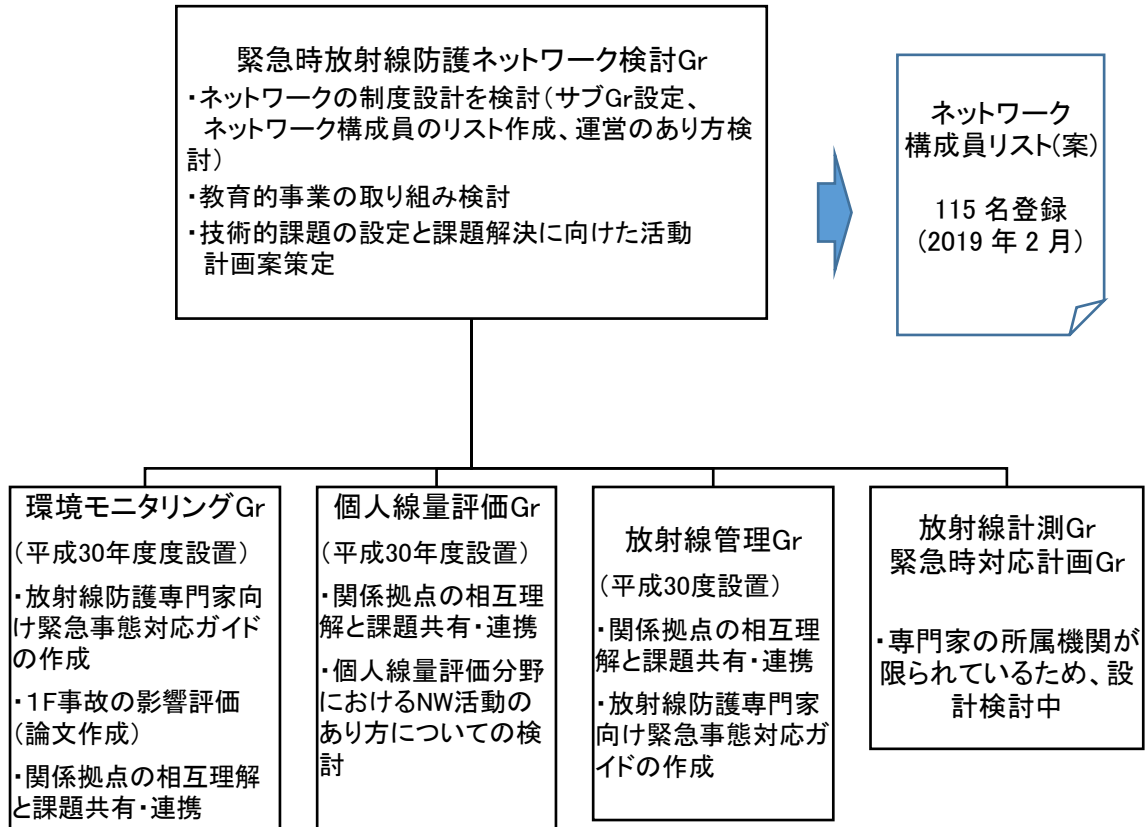 緊急時放射線防護ネットワーク検討Gr
・ネットワークの制度設計を検討(サブGr設定、
ネットワーク構成員のリスト作成、運営のあり方検
討)
・教育的事業の取り組み検討
・技術的課題の設定と課題解決に向けた活動
計画案策定
ネットワーク
構成員リスト(案)
115 名登録
(2019 年 2 月)
環境モニタリングGr
(平成30年度度設置)
・放射線防護専門家向
け緊急事態対応ガイド
の作成
・1F事故の影響評価
(論文作成)
・関係拠点の相互理解
と課題共有・連携
個人線量評価Gr
(平成30年度設置)
・関係拠点の相互理
解と課題共有・連携
・個人線量評価分野
におけるNW活動の
あり方についての検
討
放射線管理Gr
(平成30度設置)
・関係拠点の相互理
解と課題共有・連携
・放射線防護専門家
向け緊急事態対応ガ
イドの作成
放射線計測Gr
緊急時対応計画Gr
・専門家の所属機関が
限られているため、設
計検討中